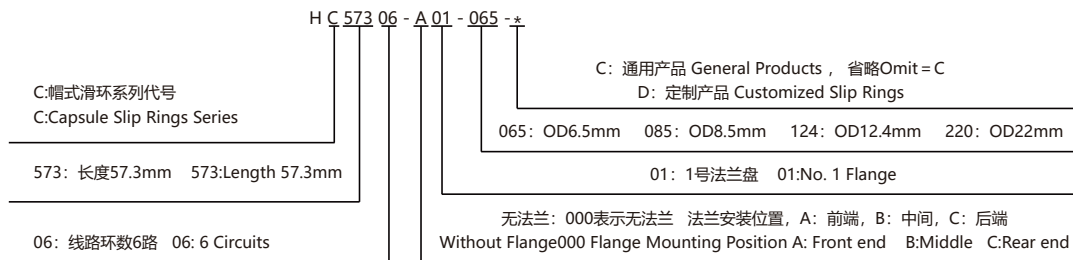 H C 573 06 - A 01 - 065 - *
C：通用产品 General Products ， 省略Omit＝C
C:帽式滑环系列代号
D：定制产品 Customized Slip Rings
C:Capsule Slip Rings Series
065：OD6.5mm 085：OD8.5mm 124：OD12.4mm 220：OD22mm
573：长度57.3mm 573:Length 57.3mm
01：1号法兰盘 01:No. 1 Flange
无法兰：000表示无法兰 法兰安装位置，A：前端，B：中间，C：后端
06：线路环数6路 06: 6 Circuits
Without Flange000 Flange Mounting Position A: Front end B:Middle C:Rear end